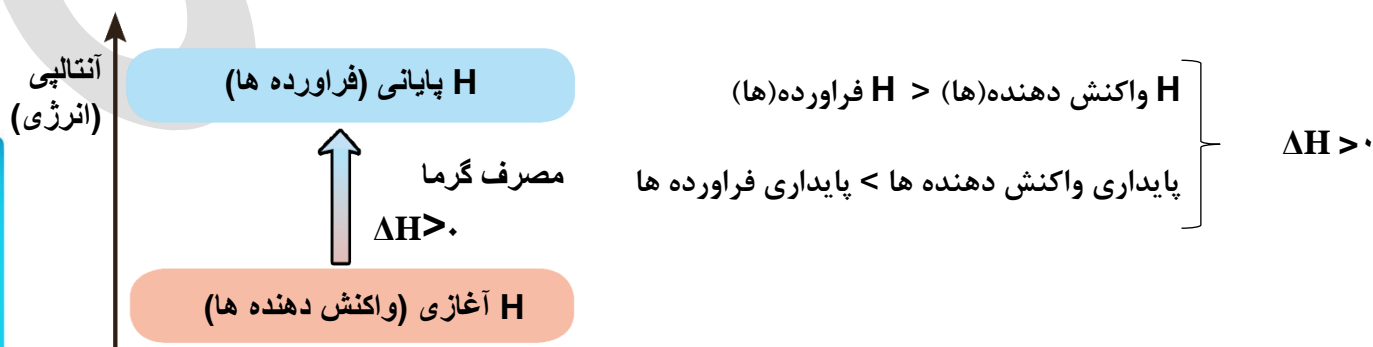 آنتالپی
(انرژی)
H پایانی (فراورده ها)
مصرف گرما
ΔH>۰
H آغازی (واکنش دهنده ها)
H واکنش دهنده(ها) < H فراورده(ها)
پایداری واکنش دهنده ها > پایداری فراورده ها
ΔH >۰